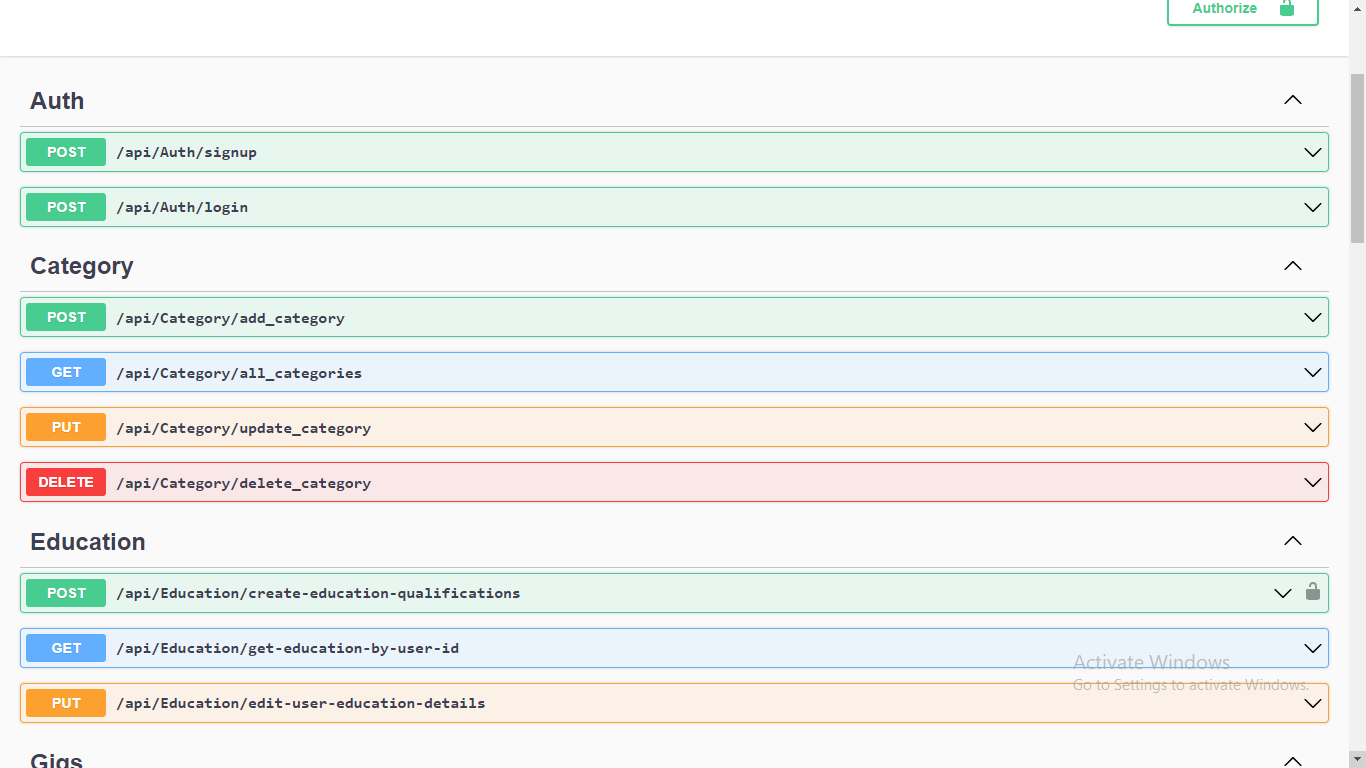 Authorize
Auth
POST /api/Auth/signup
POST /api/Auth/login
Category
POST /api/Category/add_category
GET /api/Category/all_categories
PUT /api/Category/update_category
DELETE /api/Category/delete_category
Education
POST /api/Education/create-education-qualifications
GET /api/Education/get-education-by-user-id
PUT /api/Education/edit-user-education-details
Activate Windows
Go to Settings to activate Windows.
Gigs